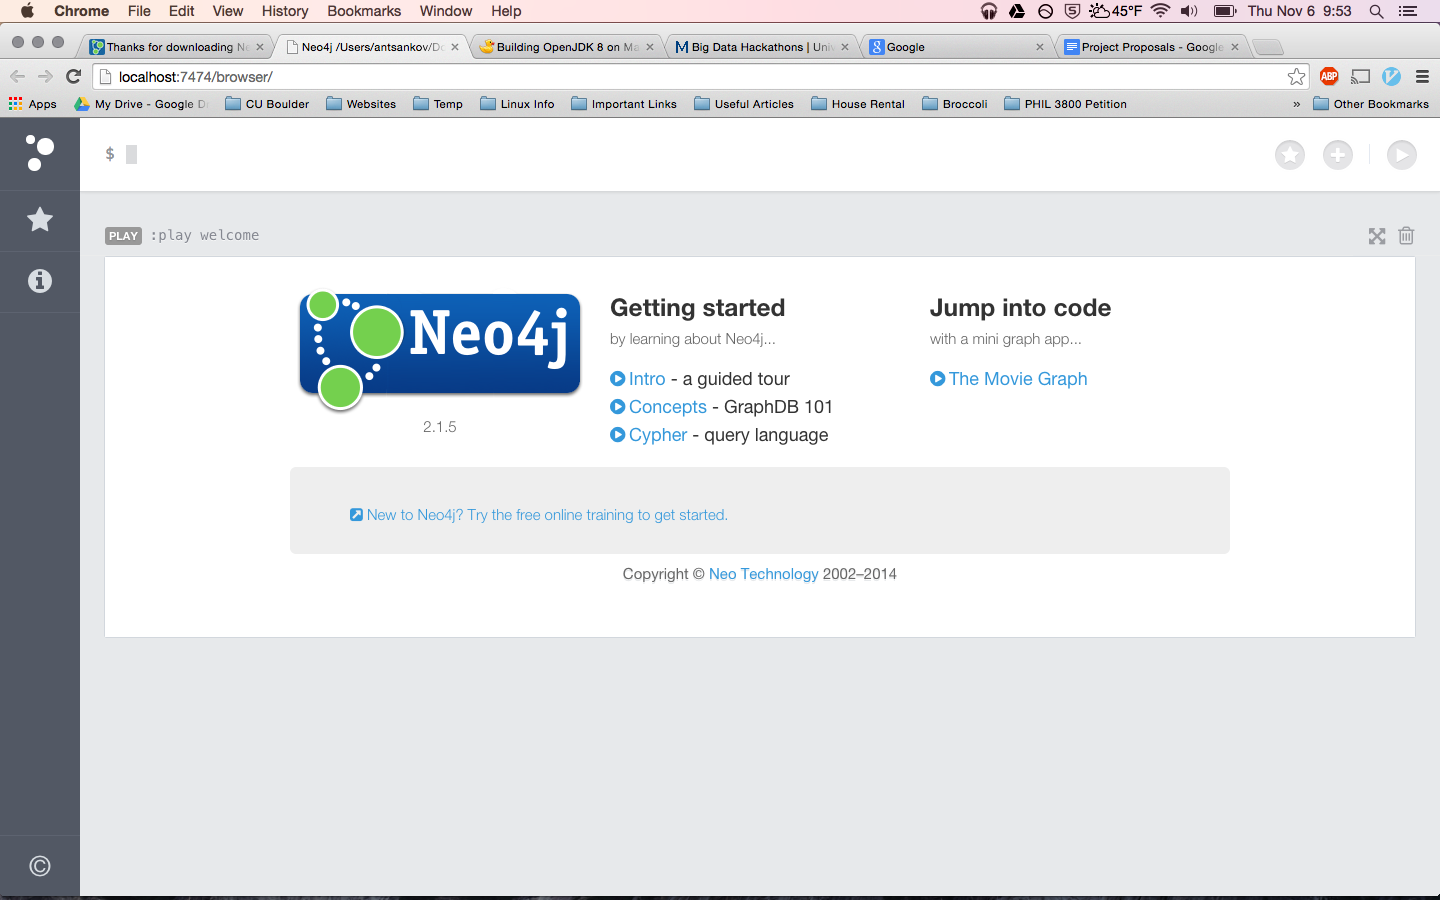 Chrome File Edit View History Bookmarks Window Help 45°F Thu Nov 6 9:53
Thanks for downloading Ne Neo4j /Users/antsankov/Do Building OpenJDK 8 on Ma Big Data Hackathons | Univ Google Project Proposals - Google
localhost:7474/browser/ ABP
Apps My Drive - Google Dr CU Boulder Websites Temp Linux Info Important Links Useful Articles House Rental Broccoli PHIL 3800 Petition » Other Bookmarks
$
PLAY :play welcome
Neo4j
2.1.5
Getting started
by learning about Neo4j...
Intro - a guided tour
Concepts - GraphDB 101
Cypher - query language
Jump into code
with a mini graph app...
The Movie Graph
New to Neo4j? Try the free online training to get started.
Copyright © Neo Technology 2002–2014
©